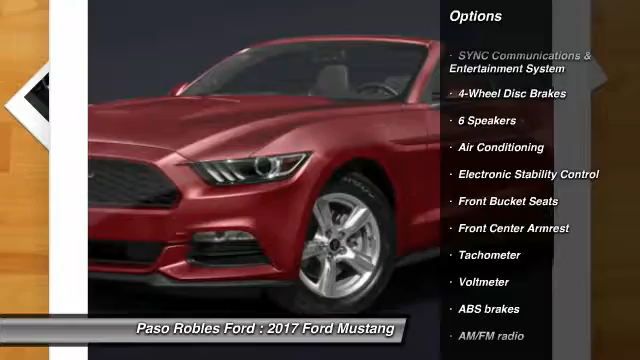 Options
· SYNC Communications &
Entertainment System
· 4-Wheel Disc Brakes
· 6 Speakers
· Air Conditioning
· Electronic Stability Control
· Front Bucket Seats
· Front Center Armrest
· Tachometer
· Voltmeter
· ABS brakes
· AM/FM radio
Paso Robles Ford : 2017 Ford Mustang